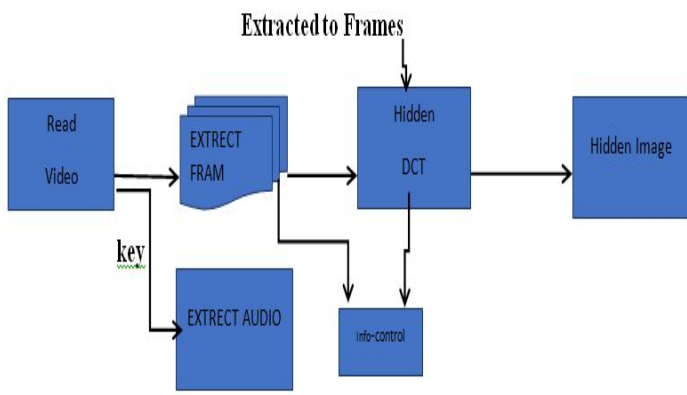 Extracted to Frames
Read
Video
EXTRECT
FRAM
Hidden
DCT
Hidden Image
key
EXTRECT AUDIO
Info-control